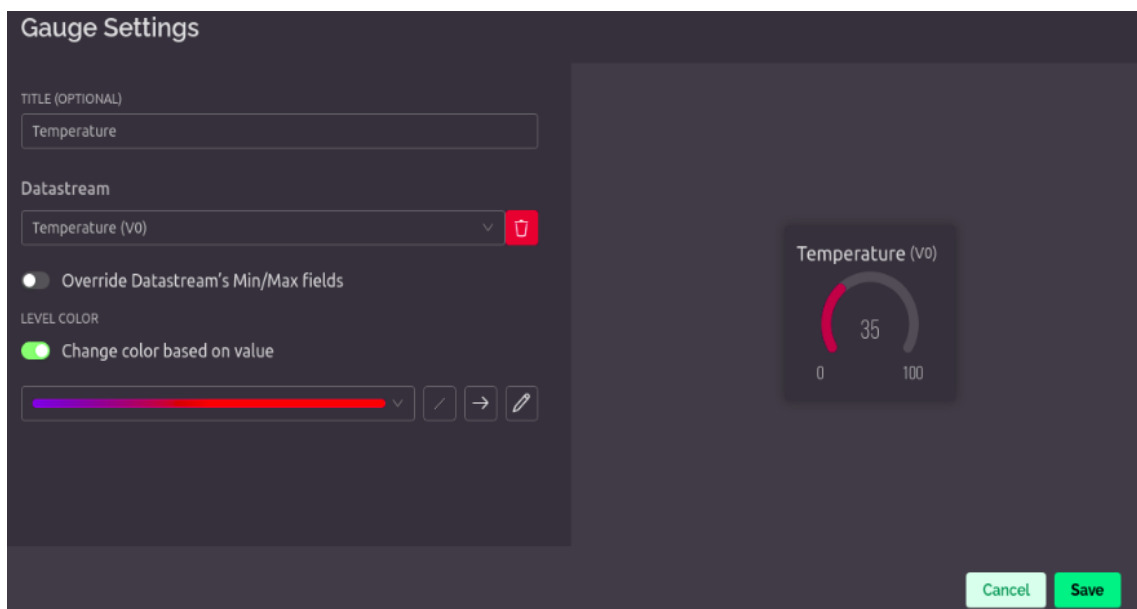 Gauge Settings
TITLE (OPTIONAL)
Temperature
Datastream
Temperature (V0)
Override Datastream's Min/Max fields
LEVEL COLOR
Change color based on value
Temperature (V0)
35
0 100
Cancel Save